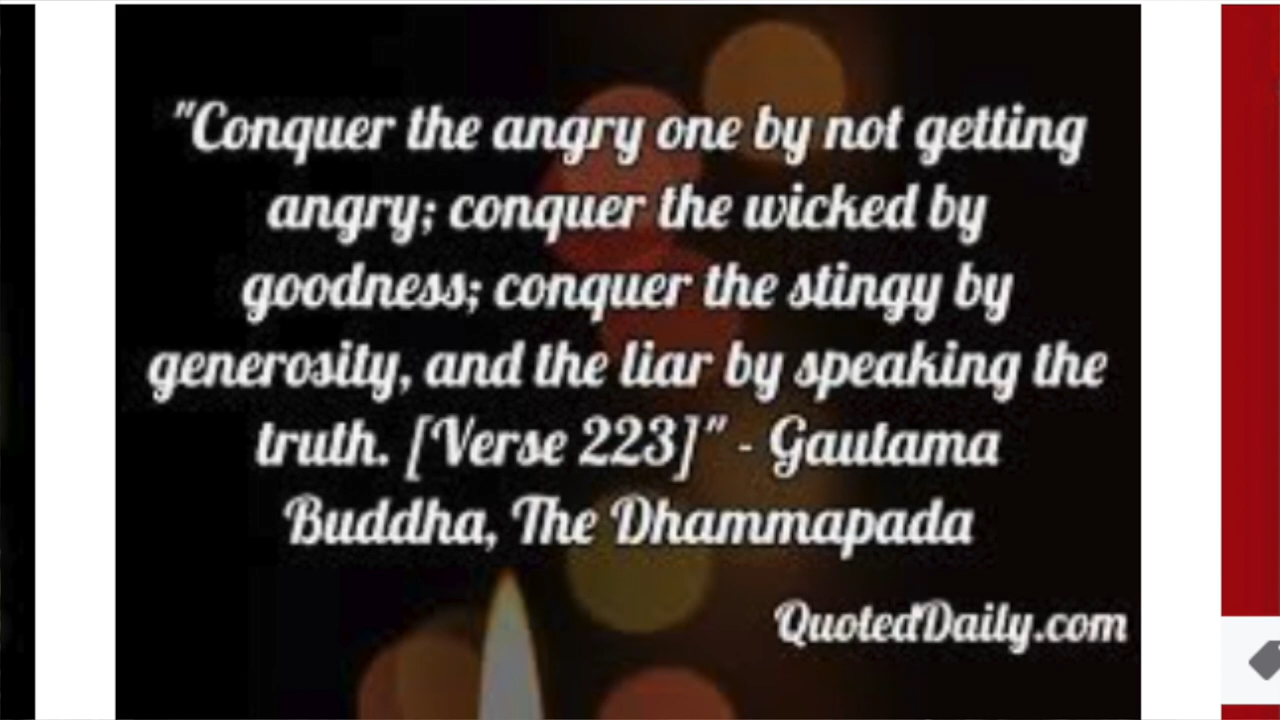 "Conquer the angry one by not getting
angry; conquer the wicked by
goodness; conquer the stingy by
generosity, and the liar by speaking the
truth. [Verse 223]" - Gautama
Buddha, The Dhammapada
QuotedDaily.com